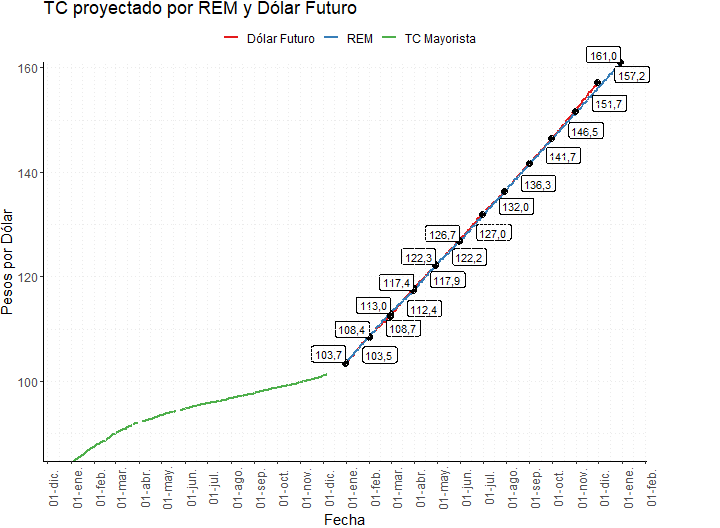 TC proyectado por REM y Dólar Futuro
Dólar Futuro REM TC Mayorista
Pesos por Dólar
160
140
120
100
161,0
157,2
151,7
146,5
141,7
136,3
132,0
126,7
127,0
122,3
122,2
117,4
117,9
113,0
112,4
108,4
108,7
103,7
103,5
01-dic.
01-ene.
01-feb.
01-mar.
01-abr.
01-may.
01-jun.
01-jul.
01-ago.
01-sep.
01-oct.
01-nov.
01-dic.
01-ene.
01-feb.
01-mar.
01-abr.
01-may.
01-jun.
01-jul.
01-ago.
01-sep.
01-oct.
01-nov.
01-dic.
01-ene.
01-feb.
Fecha